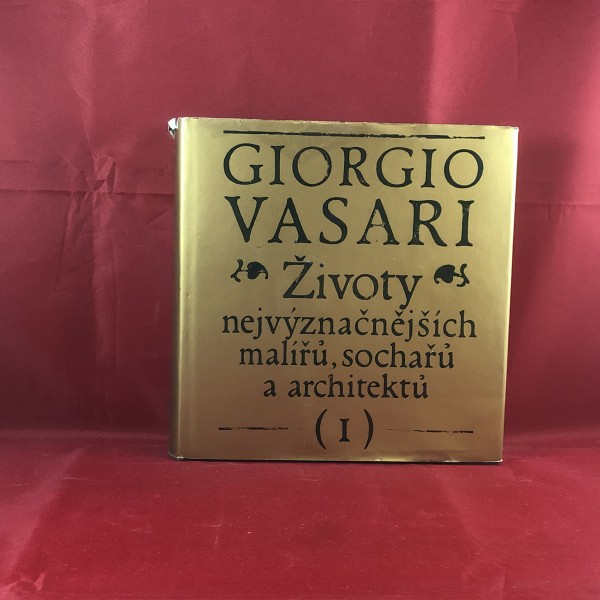 GIORGIO
VASARI
Životy
nejvýznačnějších
malířů, sochařů
a architektů
(I)